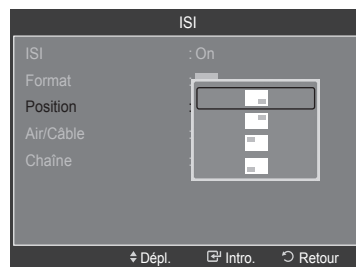 ISI
ISI : On
Format :
Position :
Air/Câble :
Chaîne :
Dépl. Intro. Retour